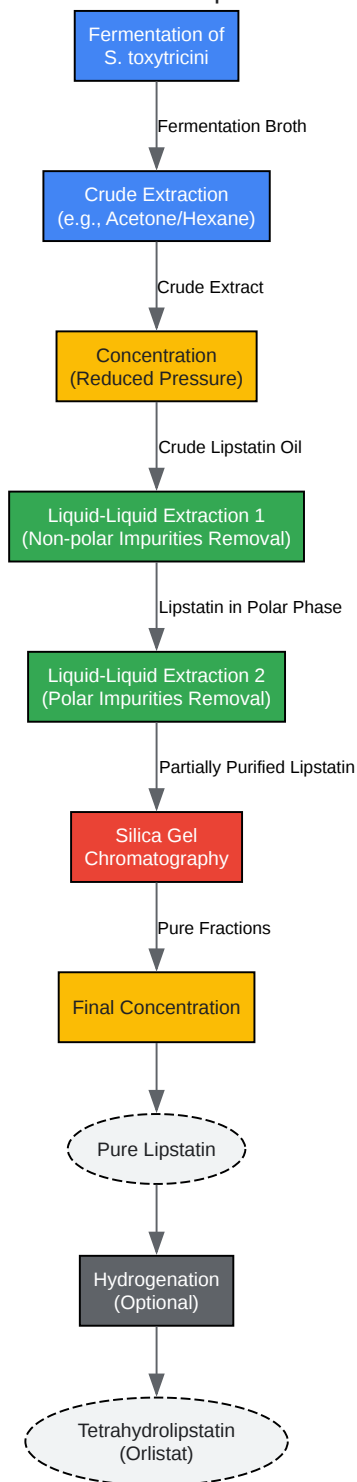 Fermentation of
S. toxytricini
Fermentation Broth
Crude Extraction
(e.g., Acetone/Hexane)
Crude Extract
Concentration
(Reduced Pressure)
Crude Lipstatin Oil
Liquid-Liquid Extraction 1
(Non-polar Impurities Removal)
Lipstatin in Polar Phase
Liquid-Liquid Extraction 2
(Polar Impurities Removal)
Partially Purified Lipstatin
Silica Gel
Chromatography
Pure Fractions
Final Concentration
Pure Lipstatin
Hydrogenation
(Optional)
Tetrahydrolipstatin
(Orlistat)